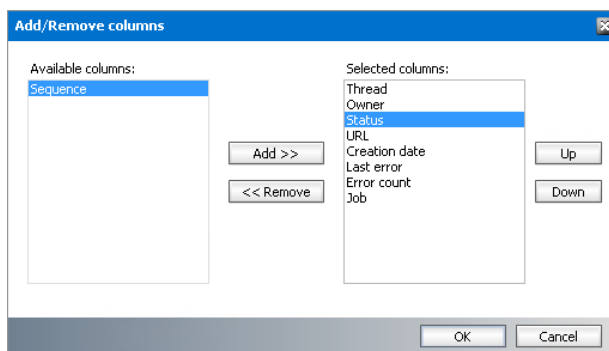 Add/Remove columns
Available columns:
Sequence
Add >>
<< Remove
Selected columns:
Thread
Owner
Status
URL
Creation date
Last error
Error count
Job
Up
Down
OK
Cancel